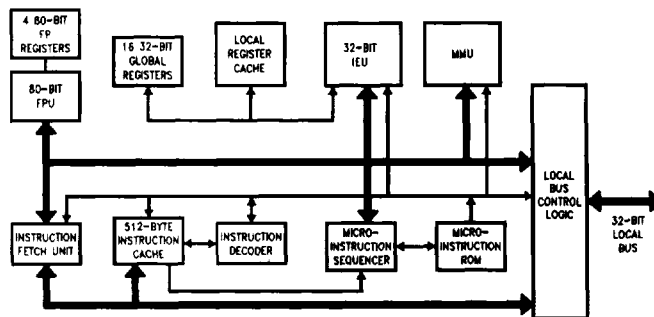 4 80-BIT
FP
REGISTERS
80-BIT
FPU
16 32-BIT
GLOBAL
REGISTERS
LOCAL
REGISTER
CACHE
32-BIT
IEU
MMU
LOCAL
BUS
CONTROL
LOGIC
32-BIT
LOCAL
BUS
INSTRUCTION
FETCH UNIT
512-BYTE
INSTRUCTION
CACHE
INSTRUCTION
DECODER
MICRO-
INSTRUCTION
SEQUENCER
MICRO-
INSTRUCTION
ROM